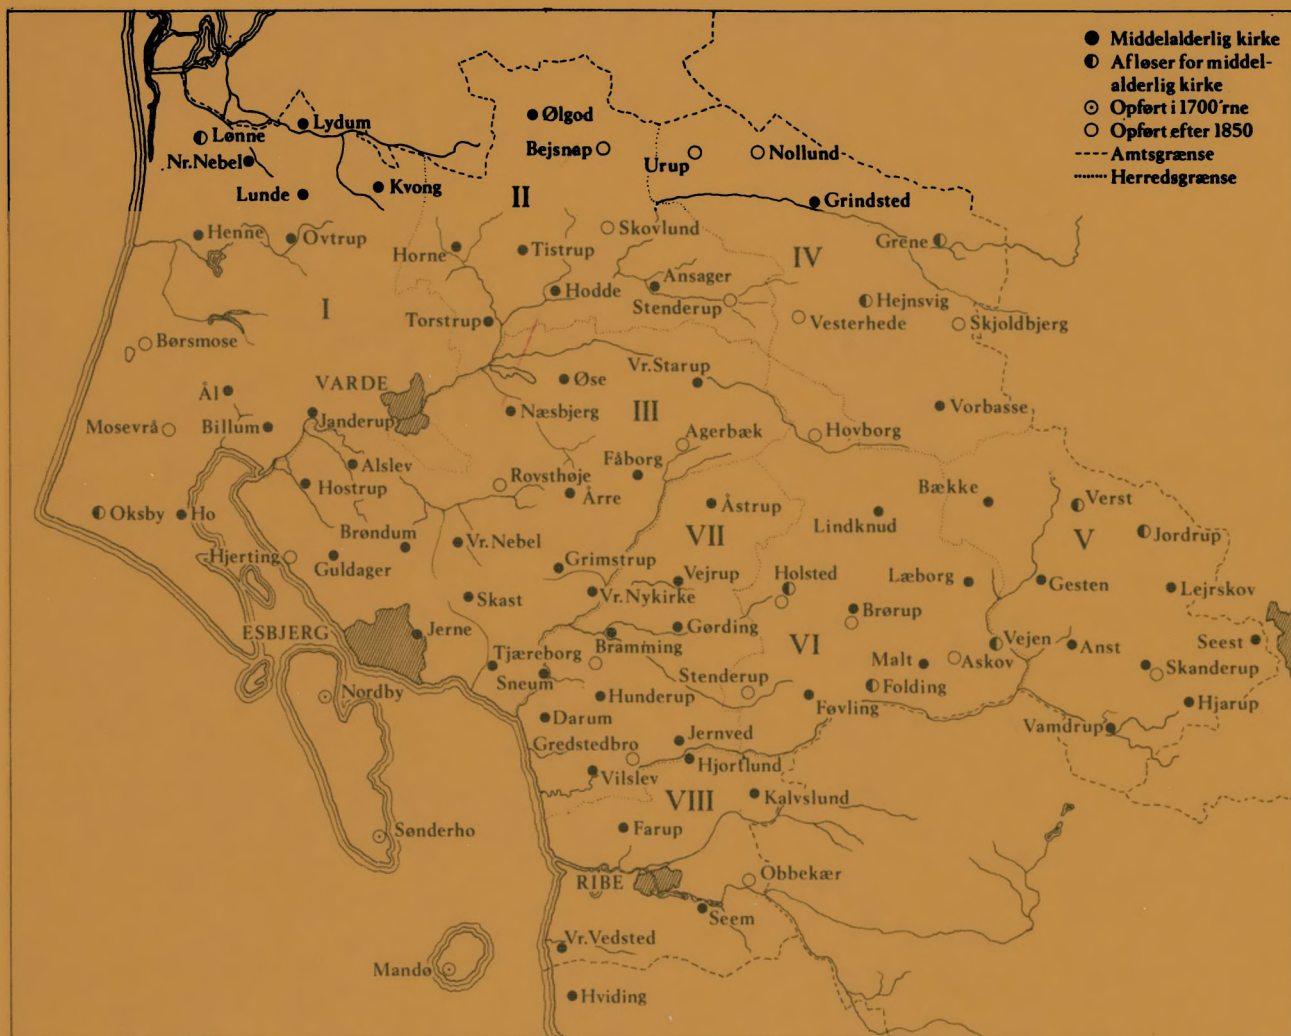 Middelalderlig kirke
Afløser for middel-
alderlig kirke
Opført i 1700'rne
Opført efter 1850
Amtsgrænse
Herredsgrænse
Ølgod
Lydum
Lønne
Bejsnap
Urup
Nollund
Nr.Nebel
Kvong
Lunde
II
Grindsted
Henne
Ovtrup
Skovlund
Horne
Tistrup
Grene
IV
Ansager
Hodde
Stenderup
Hejnsvig
I
Torstrup
Vesterhede
Skjoldbjerg
Børsmose
Vr.Starup
VARDE
Øse
Ål
Næsbjerg
III
Vorbasse
Janderup
Mosevrå
Billum
Agerbæk
Hovborg
Alslev
Fåborg
Rovsthøje
Hostrup
Årre
Bække
Verst
Oksby
Ho
Åstrup
Lindknud
Brøndum
Vr.Nebel
VII
V
Jordrup
Hjerting
Guldager
Grimstrup
Vejrup
Holsted
Læborg
Gesten
Lejrskov
Skast
Vr.Nykirke
Brørup
ESBJERG
Jerne
Gørding
Bramming
VI
Vejen
Anst
Seest
Tjæreborg
Malt
Askov
Skanderup
Sneum
Stenderup
Nordby
Hunderup
Folding
Føvling
Hjarup
Darum
Vamdrup
Gredstedbro
Jernved
Hjortlund
Vilslev
VIII
Kalvslund
Sønderho
Farup
RIBE
Obbekær
Seem
Vr.Vedsted
Mandø
Hviding